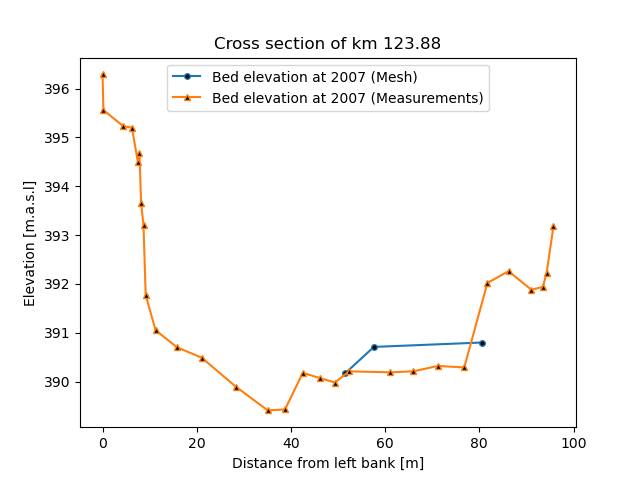 Cross section of km 123.88
Bed elevation at 2007 (Mesh)
Bed elevation at 2007 (Measurements)
Elevation [m.a.s.l]
396
395
394
393
392
391
390
0 20 40 60 80 100
Distance from left bank [m]